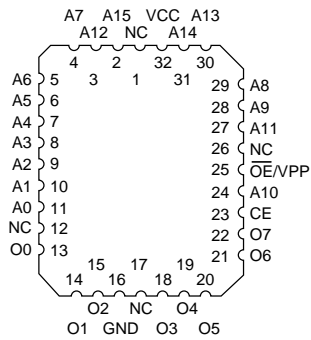 A7 A15 VCC A13
A12 NC A14
4 2 32 30
3 1 31
A6 5 29 A8
A5 6 28 A9
A4 7 27 A11
A3 8 26 NC
A2 9 25 OE/VPP
A1 10 24 A10
A0 11 23 CE
NC 12 22 O7
O0 13 21 O6
15 17 19
14 16 18 20
O2 NC O4
O1 GND O3 O5